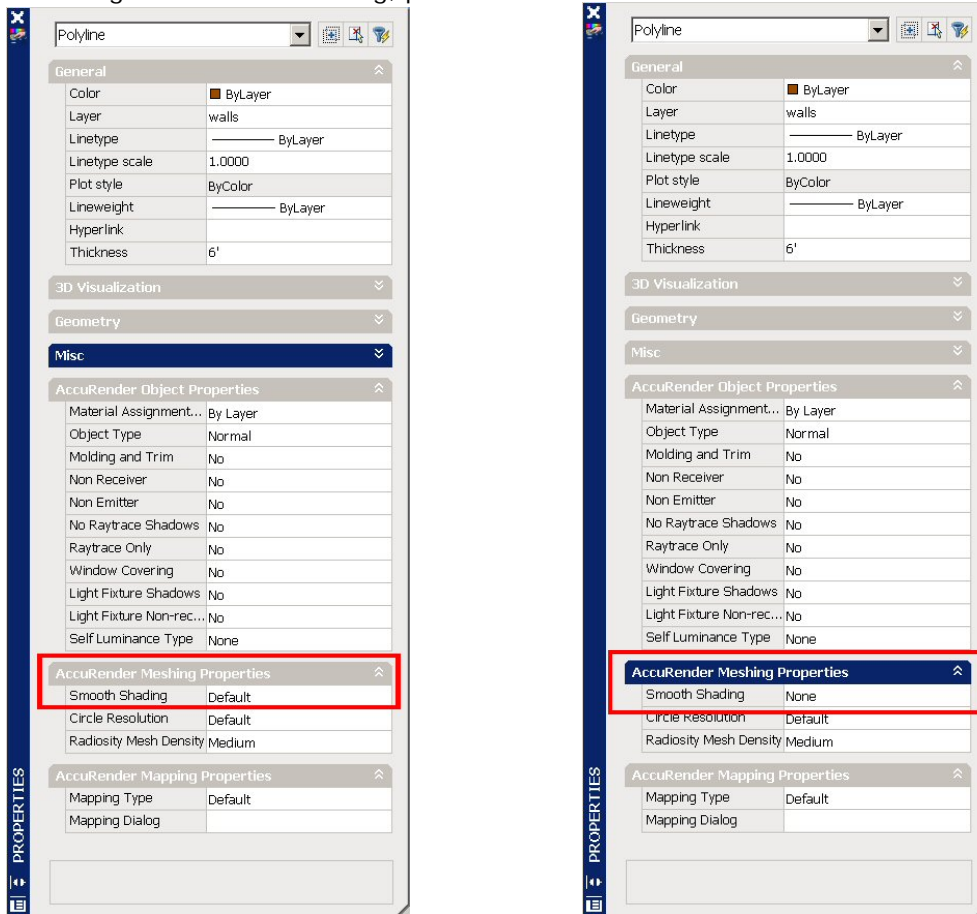 Polyline
General
Color ByLayer
Layer walls
Linetype ByLayer
Linetype scale 1.0000
Plot style ByColor
Lineweight ByLayer
Hyperlink
Thickness 6'
3D Visualization
Geometry
Misc
AccuRender Object Properties
Material Assignment... By Layer
Object Type Normal
Molding and Trim No
Non Receiver No
Non Emitter No
No Raytrace Shadows No
Raytrace Only No
Window Covering No
Light Fixture Shadows No
Light Fixture Non-rec... No
Self Luminance Type None
AccuRender Meshing Properties
Smooth Shading Default
Circle Resolution Default
Radiosity Mesh Density Medium
AccuRender Mapping Properties
Mapping Type Default
Mapping Dialog
PROPERTIES
Polyline
General
Color ByLayer
Layer walls
Linetype ByLayer
Linetype scale 1.0000
Plot style ByColor
Lineweight ByLayer
Hyperlink
Thickness 6'
3D Visualization
Geometry
Misc
AccuRender Object Properties
Material Assignment... By Layer
Object Type Normal
Molding and Trim No
Non Receiver No
Non Emitter No
No Raytrace Shadows No
Raytrace Only No
Window Covering No
Light Fixture Shadows No
Light Fixture Non-rec... No
Self Luminance Type None
AccuRender Meshing Properties
Smooth Shading None
Circle Resolution Default
Radiosity Mesh Density Medium
AccuRender Mapping Properties
Mapping Type Default
Mapping Dialog
PROPERTIES